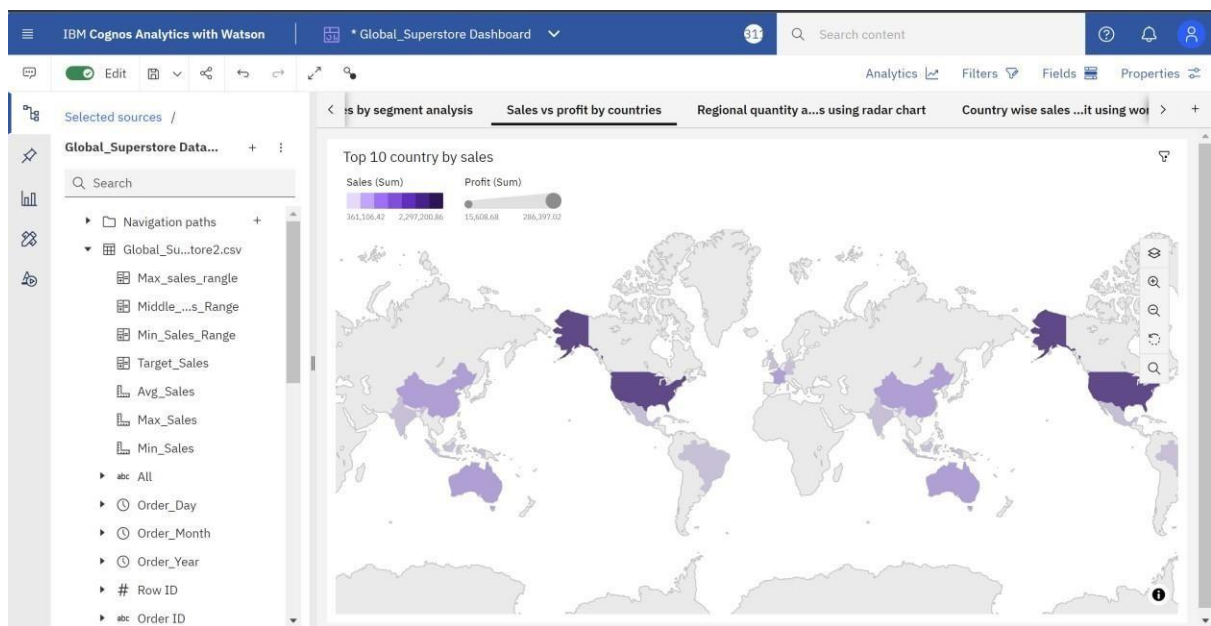 IBM Cognos Analytics with Watson
* Global_Superstore Dashboard
Search content
Edit
Analytics
Filters
Fields
Properties
Selected sources /
Global_Superstore Data...
Search
Navigation paths
Global_Su...tore2.csv
Max_sales_rangle
Middle_...s_Range
Min_Sales_Range
Target_Sales
Avg_Sales
Max_Sales
Min_Sales
abc All
Order_Day
Order_Month
Order_Year
# Row ID
abc Order ID
es by segment analysis
Sales vs profit by countries
Regional quantity a...s using radar chart
Country wise sales ...it using wor
Top 10 country by sales
Sales (Sum)
361,106.42 2,297,200.86
Profit (Sum)
15,608.68 286,397.02